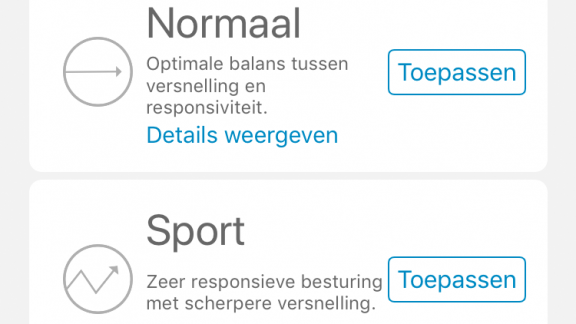 Normaal
Optimale balans tussen
versnelling en
responsiviteit.
Toepassen
Details weergeven
Sport
Zeer responsieve besturing
met scherpere versnelling.
Toepassen